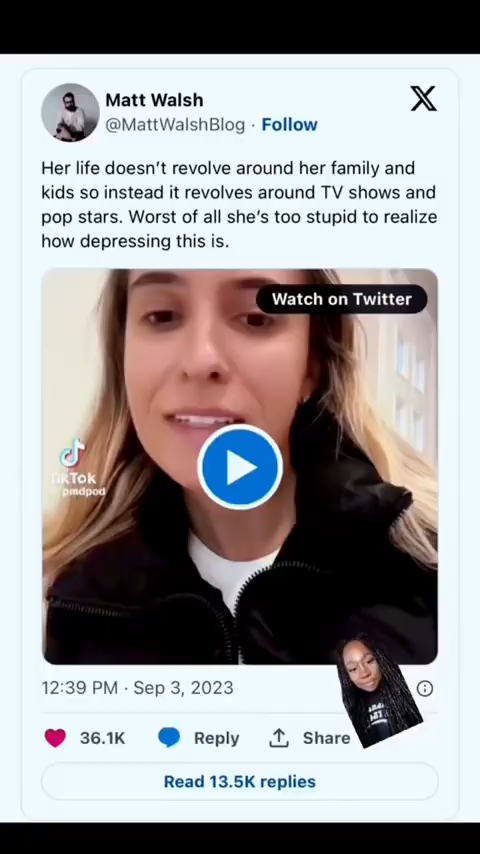 Matt Walsh
@MattWalshBlog · Follow
Her life doesn’t revolve around her family and
kids so instead it revolves around TV shows and
pop stars. Worst of all she’s too stupid to realize
how depressing this is.
Watch on Twitter
TikTok
pmdpod
12:39 PM · Sep 3, 2023
36.1K Reply Share
Read 13.5K replies